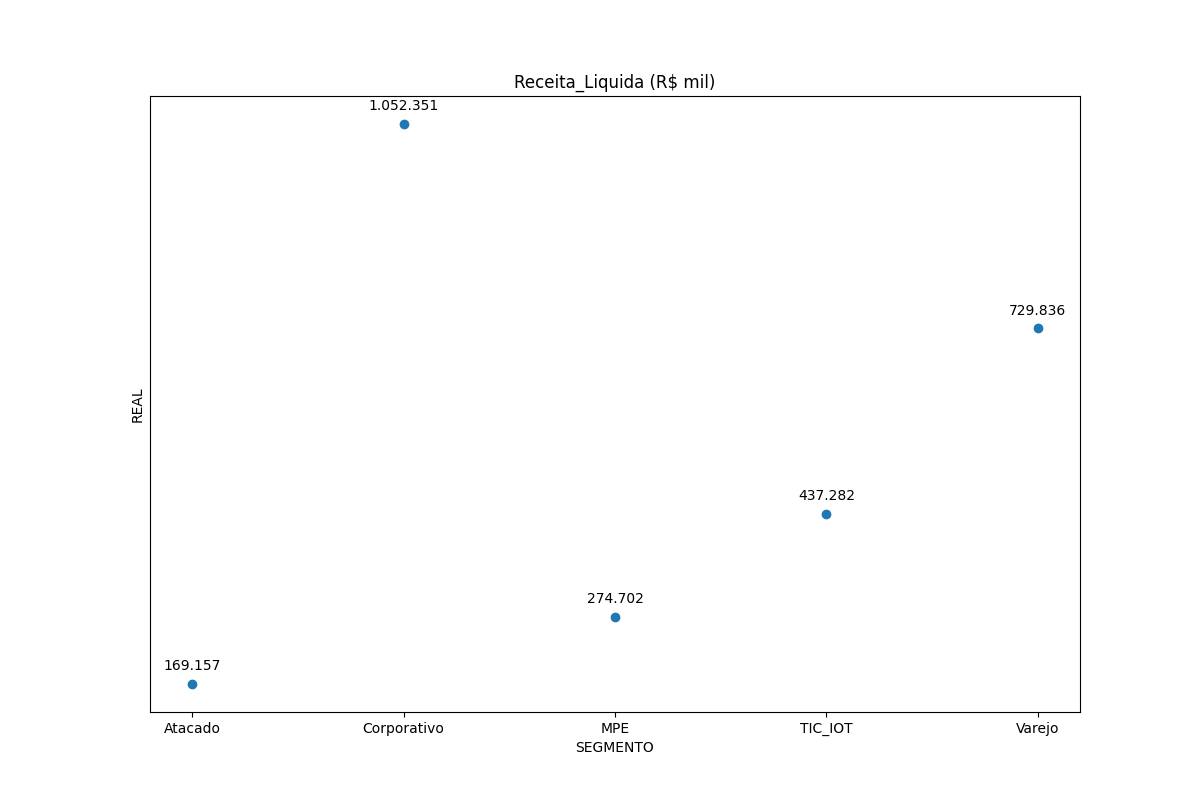 Receita_Liquida (R$ mil)
1.052.351
729.836
REAL
437.282
274.702
169.157
Atacado
Corporativo
MPE
TIC_IOT
Varejo
SEGMENTO